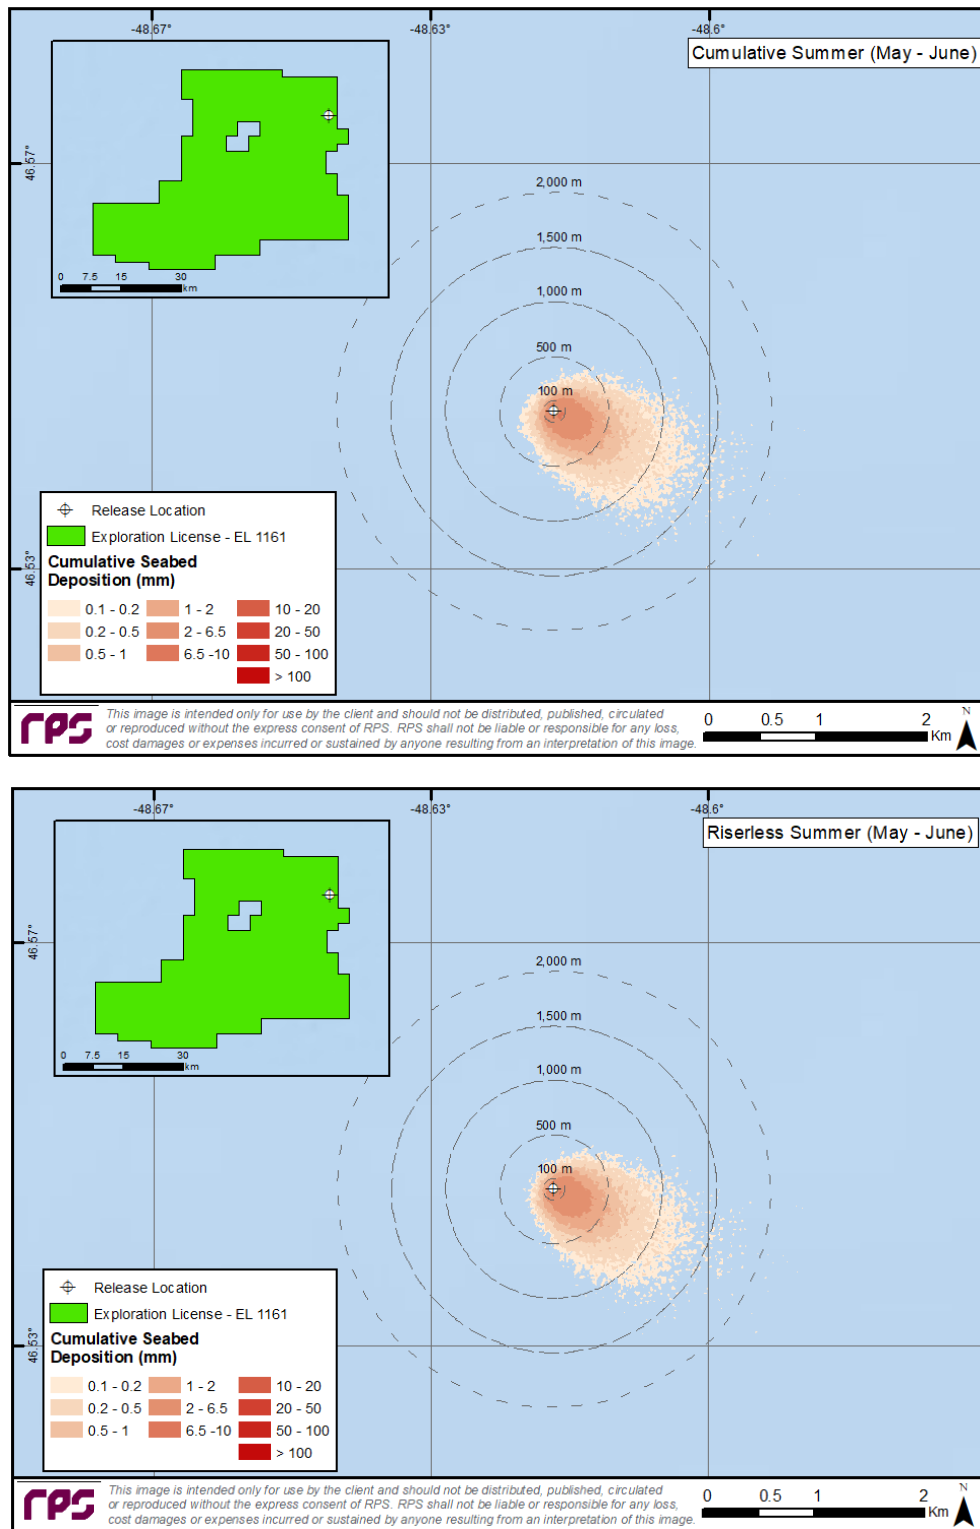 -48.67°
-48.63°
-48.6°
Cumulative Summer (May - June)
46.57°
2,000 m
1,500 m
1,000 m
500 m
100 m
0 7.5 15 30
km
46.53°
Release Location
Exploration License - EL 1161
Cumulative Seabed
Deposition (mm)
0.1 - 0.2 1 - 2 10 - 20
0.2 - 0.5 2 - 6.5 20 - 50
0.5 - 1 6.5 -10 50 - 100
> 100
rps
This image is intended only for use by the client and should not be distributed, published, circulated
or reproduced without the express consent of RPS. RPS shall not be liable or responsible for any loss,
cost damages or expenses incurred or sustained by anyone resulting from an interpretation of this image.
0 0.5 1 2
Km
N
-48.67°
-48.63°
-48.6°
Riserless Summer (May - June)
46.57°
2,000 m
1,500 m
1,000 m
500 m
100 m
0 7.5 15 30
km
46.53°
Release Location
Exploration License - EL 1161
Cumulative Seabed
Deposition (mm)
0.1 - 0.2 1 - 2 10 - 20
0.2 - 0.5 2 - 6.5 20 - 50
0.5 - 1 6.5 -10 50 - 100
> 100
rps
This image is intended only for use by the client and should not be distributed, published, circulated
or reproduced without the express consent of RPS. RPS shall not be liable or responsible for any loss,
cost damages or expenses incurred or sustained by anyone resulting from an interpretation of this image.
0 0.5 1 2
Km
N